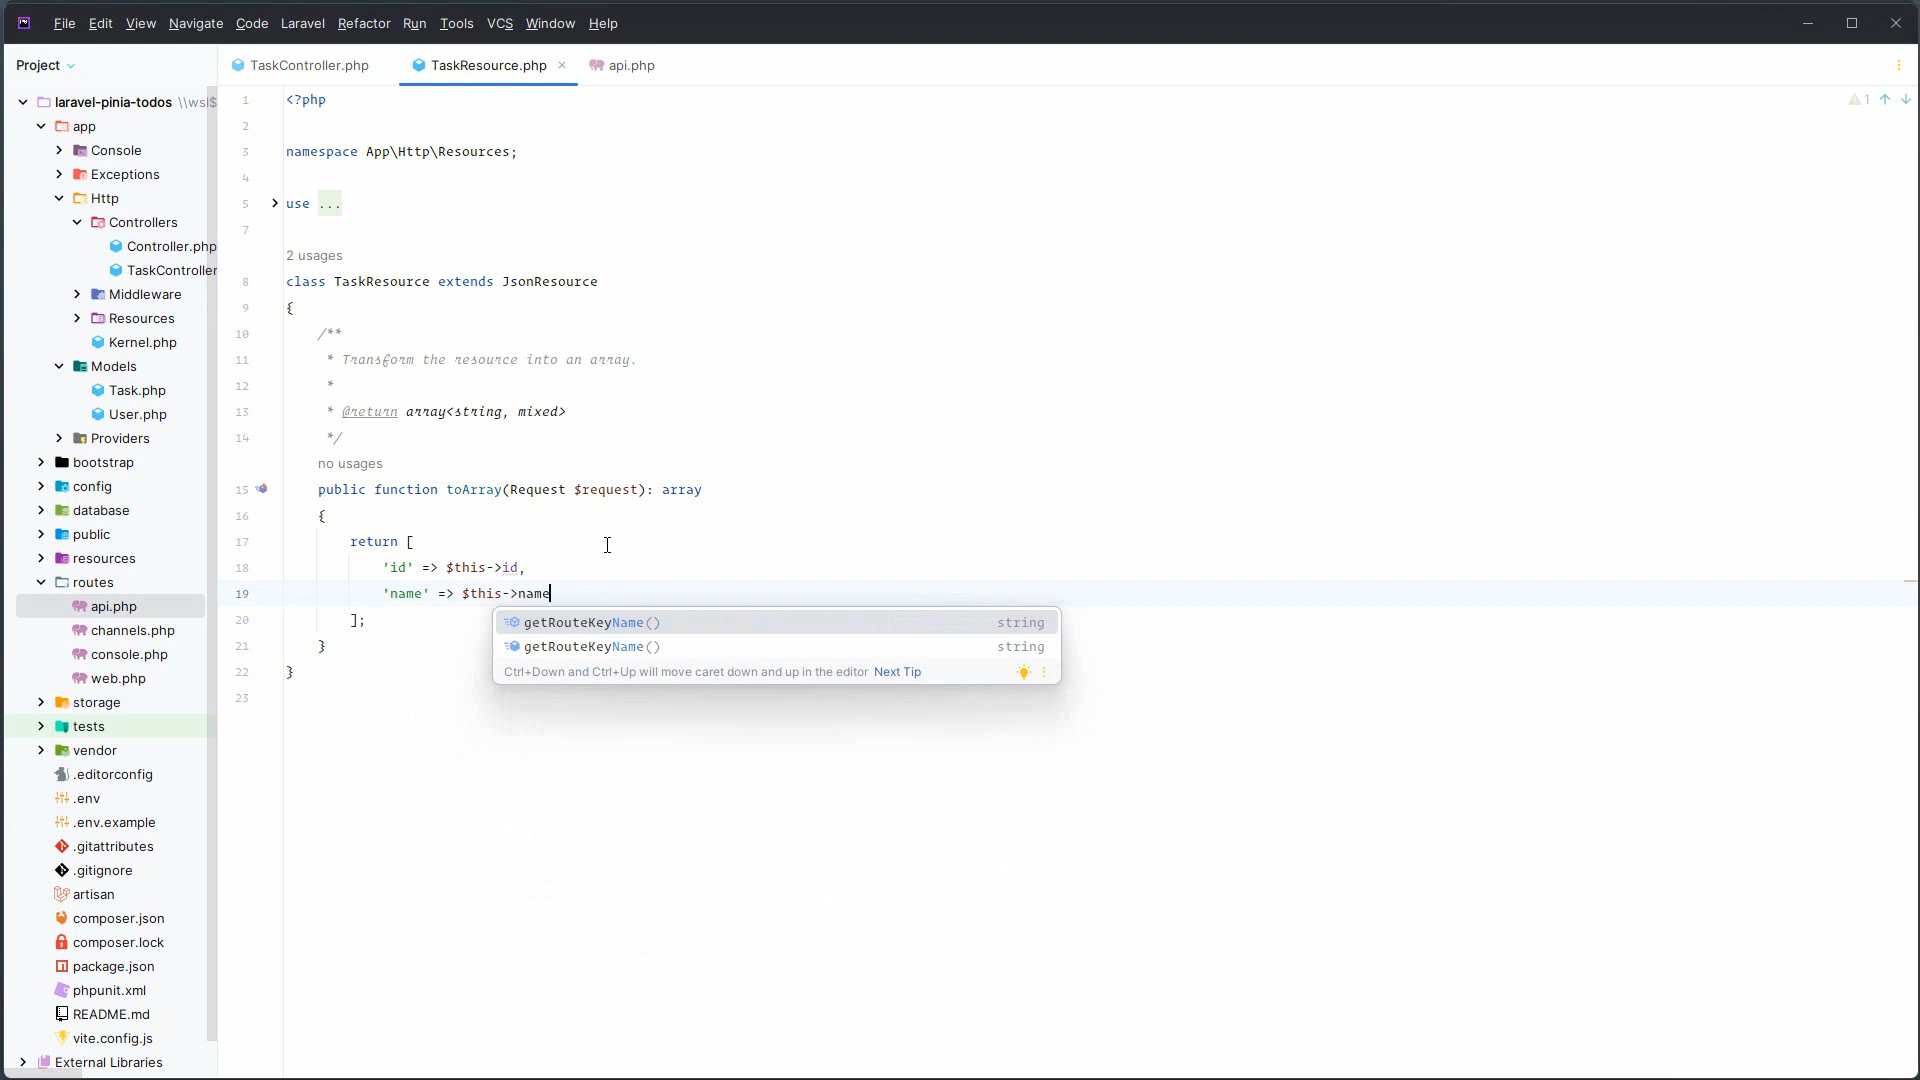 File Edit View Navigate Code Laravel Refactor Run Tools VCS Window Help
Project
TaskController.php
TaskResource.php
api.php
laravel-pinia-todos \\wsl$
app
Console
Exceptions
Http
Controllers
Controller.php
TaskController
Middleware
Resources
Kernel.php
Models
Task.php
User.php
Providers
bootstrap
config
database
public
resources
routes
api.php
channels.php
console.php
web.php
storage
tests
vendor
.editorconfig
.env
.env.example
.gitattributes
.gitignore
artisan
composer.json
composer.lock
package.json
phpunit.xml
README.md
vite.config.js
External Libraries
1 <?php
2
3 namespace App\Http\Resources;
4
5 use ...
7
2 usages
8 class TaskResource extends JsonResource
9 {
10 /**
11 * Transform the resource into an array.
12 *
13 * @return array<string, mixed>
14 */
no usages
15 public function toArray(Request $request): array
16 {
17 return [
18 'id' => $this->id,
19 'name' => $this->name
20 ];
21 }
22 }
23
getRouteKeyName() string
getRouteKeyName() string
Ctrl+Down and Ctrl+Up will move caret down and up in the editor Next Tip
1